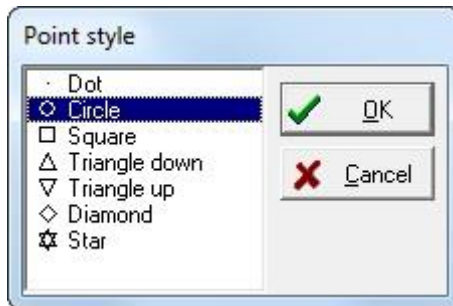 Point style
Dot
Circle
Square
Triangle down
Triangle up
Diamond
Star
OK
Cancel